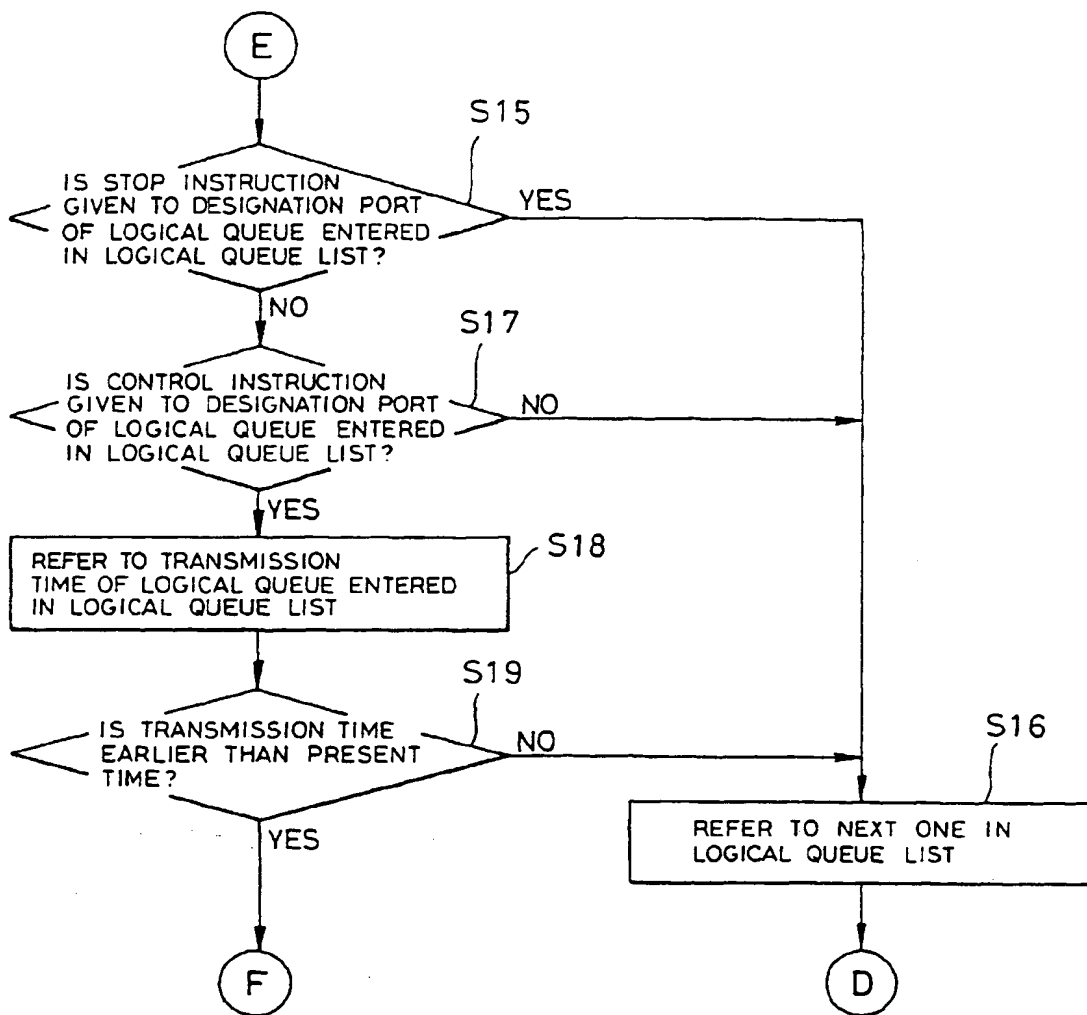 E
S15
IS STOP INSTRUCTION
GIVEN TO DESIGNATION PORT
OF LOGICAL QUEUE ENTERED
IN LOGICAL QUEUE LIST?
YES
NO
S17
IS CONTROL INSTRUCTION
GIVEN TO DESIGNATION PORT
OF LOGICAL QUEUE ENTERED
IN LOGICAL QUEUE LIST?
NO
YES
S18
REFER TO TRANSMISSION
TIME OF LOGICAL QUEUE ENTERED
IN LOGICAL QUEUE LIST
S19
IS TRANSMISSION TIME
EARLIER THAN PRESENT
TIME?
NO
YES
S16
REFER TO NEXT ONE IN
LOGICAL QUEUE LIST
F
D